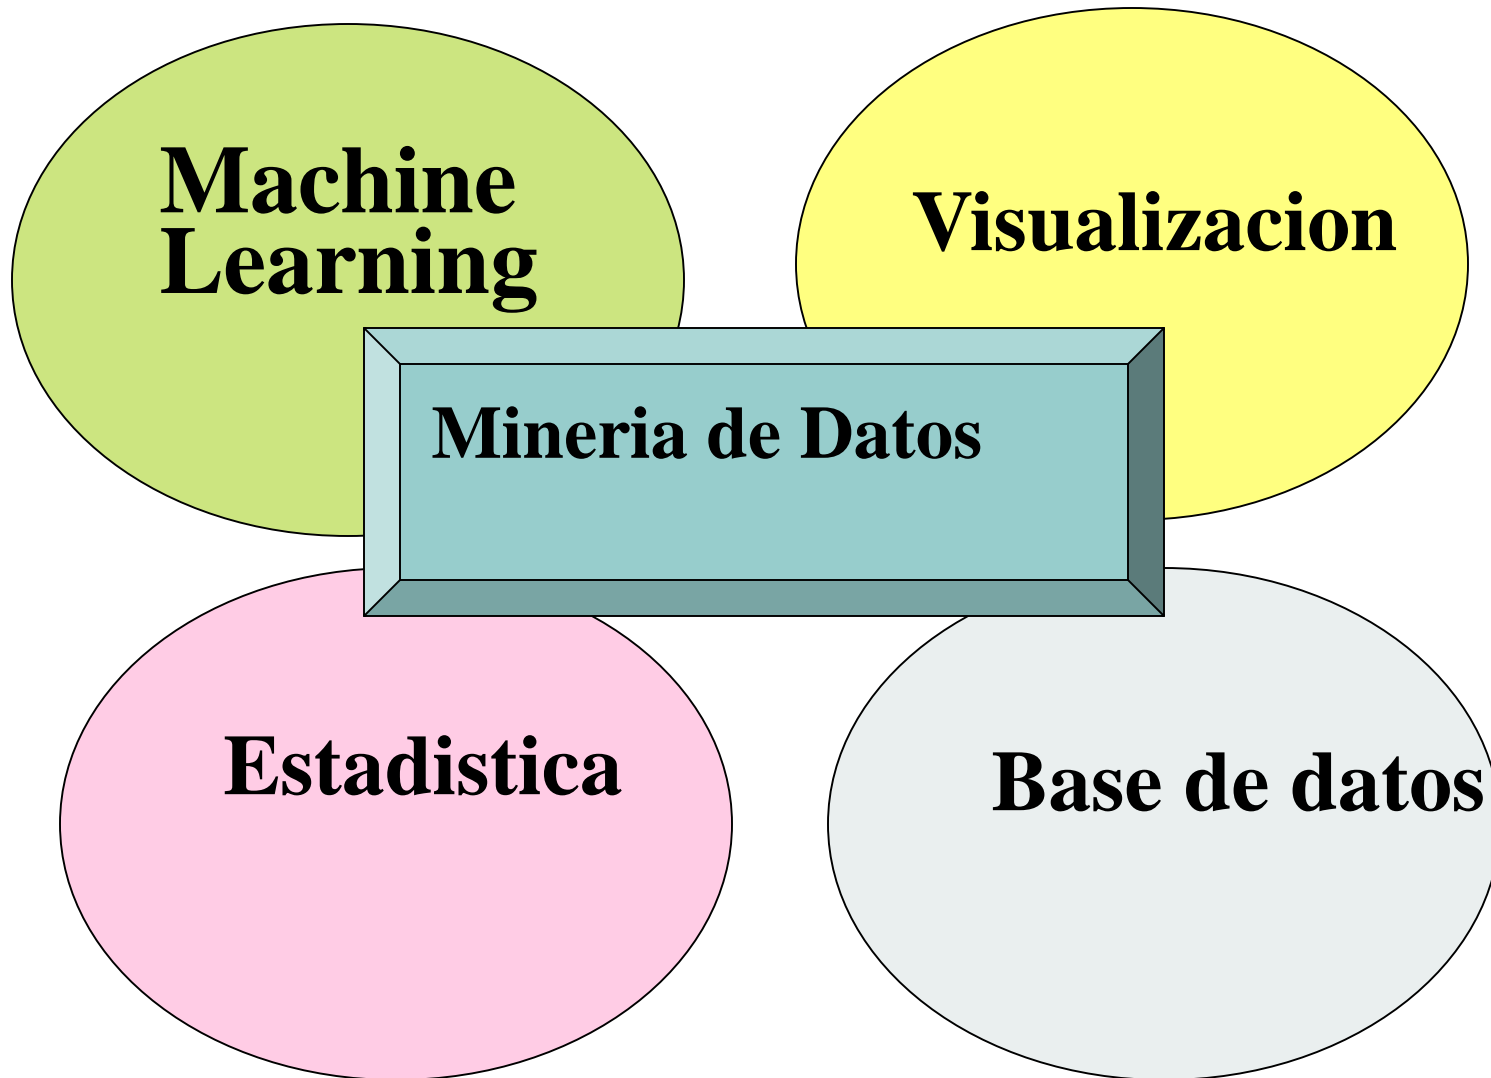 Machine
Learning
Visualizacion
Mineria de Datos
Estadistica
Base de datos